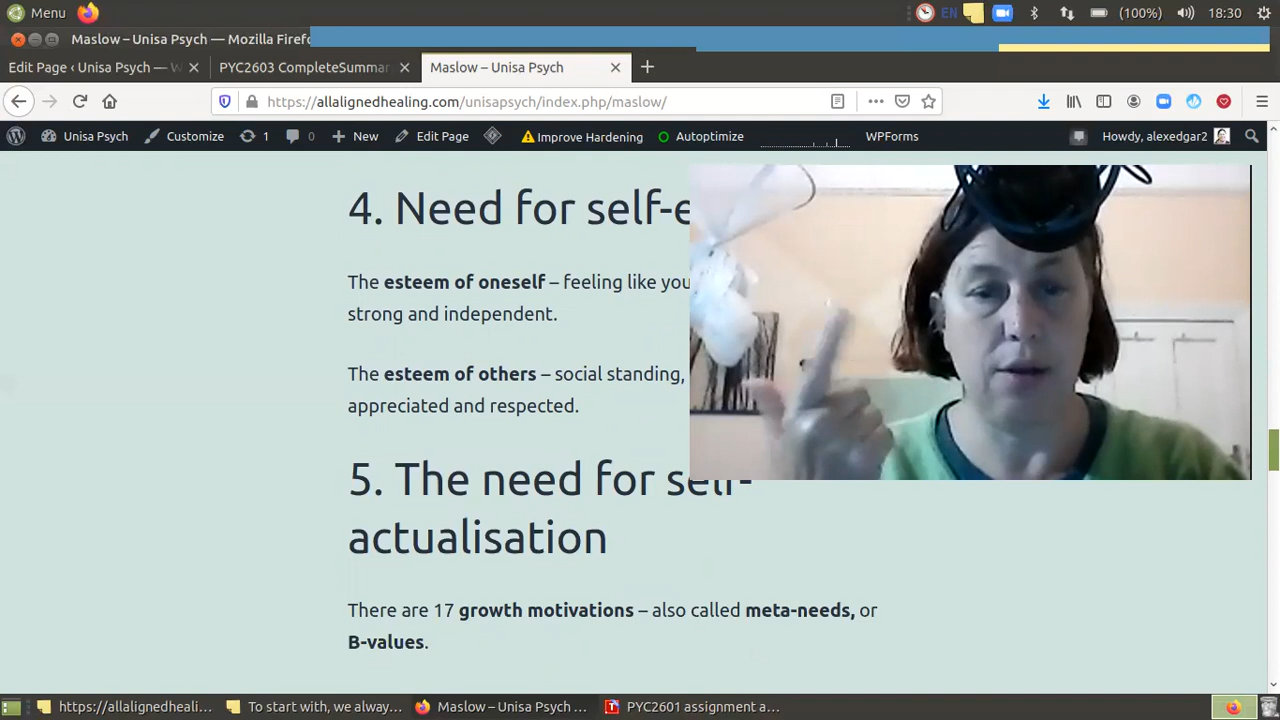 Menu
EN
(100%)
18:30
Maslow – Unisa Psych — Mozilla Firef
Edit Page ‹ Unisa Psych —
PYC2603 CompleteSummar
Maslow – Unisa Psych
https://allalignedhealing.com/unisapsych/index.php/maslow/
Unisa Psych
Customize
1
0
New
Edit Page
Improve Hardening
Autoptimize
WPForms
Howdy, alexedgar2
4. Need for self-e
The esteem of oneself – feeling like you
strong and independent.
The esteem of others – social standing,
appreciated and respected.
5. The need for self-
actualisation
There are 17 growth motivations – also called meta-needs, or
B-values.
https://allalignedheali...
To start with, we alway...
Maslow – Unisa Psych ...
PYC2601 assignment a...